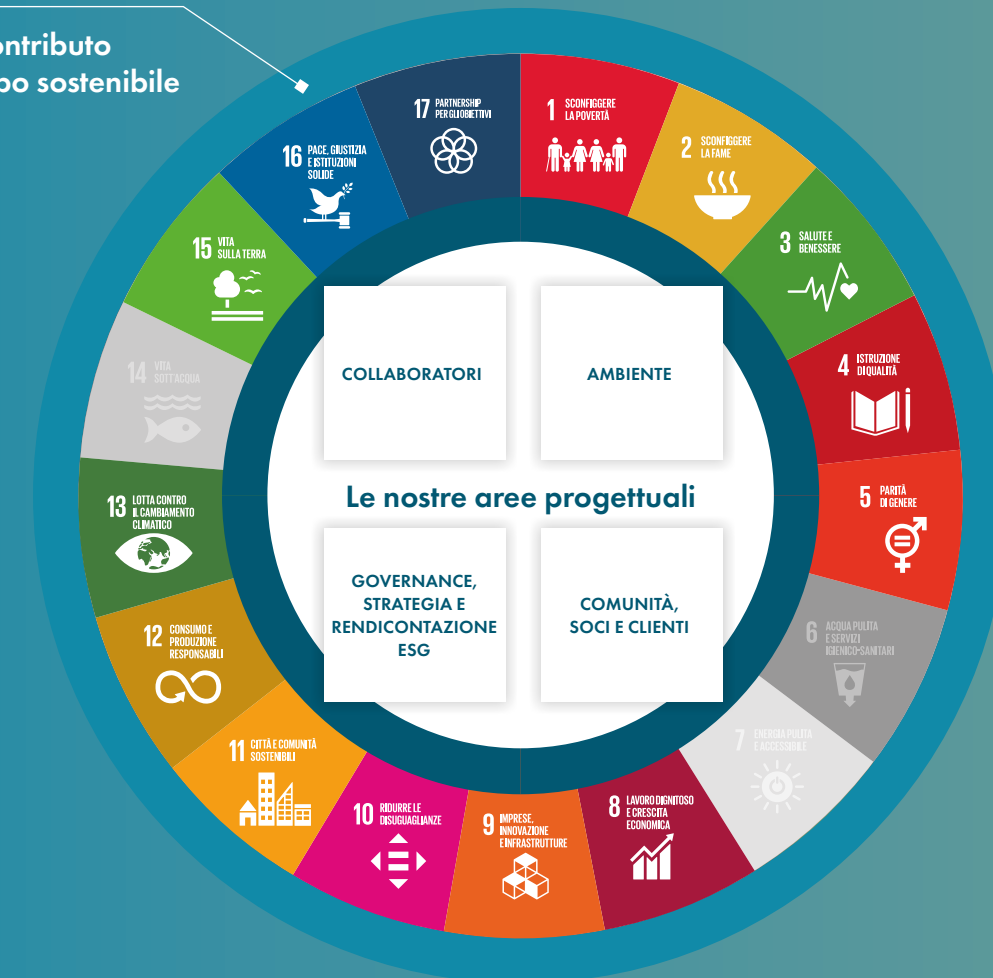 ontributo
po sostenibile
17 PARTNERSHIP
PER GLI OBIETTIVI
1 SCONFIGGERE
LA POVERTÀ
2 SCONFIGGERE
LA FAME
3 SALUTE E
BENESSERE
4 ISTRUZIONE
DI QUALITÀ
5 PARITÀ
DI GENERE
6 ACQUA PULITA
E SERVIZI
IGIENICO-SANITARI
7 ENERGIA PULITA
E ACCESSIBILE
8 LAVORO DIGNITOSO
E CRESCITA
ECONOMICA
9 IMPRESE,
INNOVAZIONE
E INFRASTRUTTURE
10 RIDURRE LE
DISUGUAGLIANZE
11 CITTÀ E COMUNITÀ
SOSTENIBILI
12 CONSUMO E
PRODUZIONE
RESPONSABILI
13 LOTTA CONTRO
IL CAMBIAMENTO
CLIMATICO
14 VITA
SOTT'ACQUA
15 VITA
SULLA TERRA
16 PACE, GIUSTIZIA
E ISTITUZIONI
SOLIDE
COLLABORATORI
AMBIENTE
Le nostre aree progettuali
GOVERNANCE,
STRATEGIA E
RENDICONTAZIONE
ESG
COMUNITÀ,
SOCI E CLIENTI